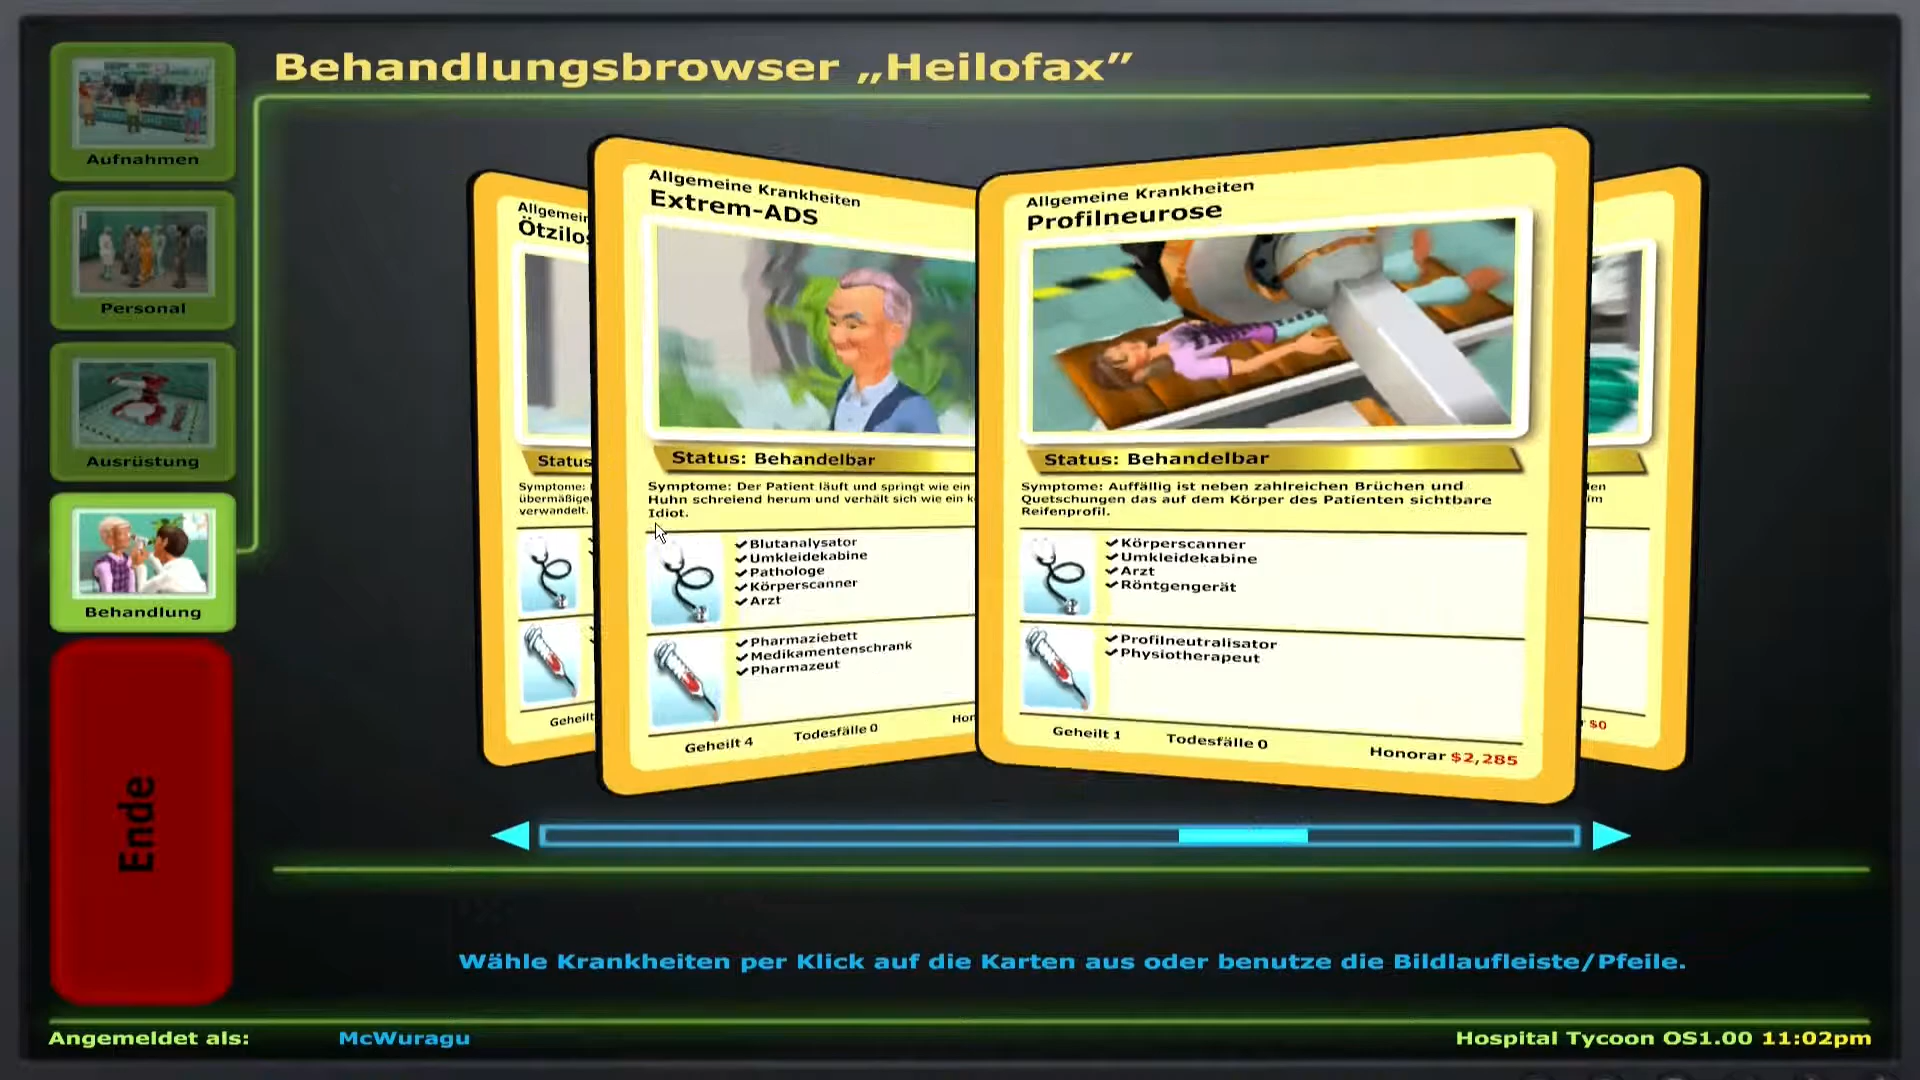 Behandlungsbrowser „Heilofax”
Aufnahmen
Personal
Ausrüstung
Behandlung
Ende
Status
Symptome:
verwandelt.
Geheilt
Allgemeine Krankheiten
Extrem-ADS
Status: Behandelbar
Symptome: Der Patient läuft und springt wie ein
Huhn schreiend herum und verhält sich wie ein
Idiot.
Blutanalysator
Umkleidekabine
Pathologe
Körperscanner
Arzt
Pharmaziebett
Medikamentenschrank
Pharmazeut
Geheilt 4 Todesfälle 0
Allgemeine Krankheiten
Profilneurose
Status: Behandelbar
Symptome: Auffällig ist neben zahlreichen Brüchen und
Quetschungen das auf dem Körper des Patienten sichtbare
Reifenprofil.
Körperscanner
Umkleidekabine
Arzt
Röntgengerät
Profilneutralisator
Physiotherapeut
Geheilt 1 Todesfälle 0 Honorar $2,285
$0
Wähle Krankheiten per Klick auf die Karten aus oder benutze die Bildlaufleiste/Pfeile.
Angemeldet als: McWuragu
Hospital Tycoon OS1.00 11:02pm